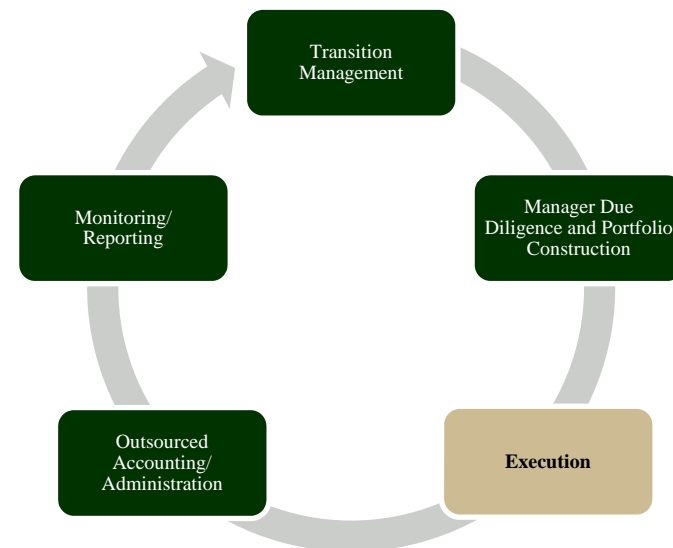 Transition
Management
Manager Due
Diligence and Portfolio
Construction
Execution
Outsourced
Accounting/
Administration
Monitoring/
Reporting